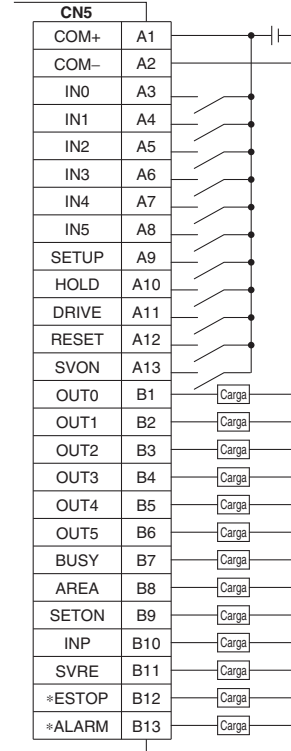 CN5
COM+ A1
COM− A2
IN0 A3
IN1 A4
IN2 A5
IN3 A6
IN4 A7
IN5 A8
SETUP A9
HOLD A10
DRIVE A11
RESET A12
SVON A13
OUT0 B1 Carga
OUT1 B2 Carga
OUT2 B3 Carga
OUT3 B4 Carga
OUT4 B5 Carga
OUT5 B6 Carga
BUSY B7 Carga
AREA B8 Carga
SETON B9 Carga
INP B10 Carga
SVRE B11 Carga
∗ESTOP B12 Carga
∗ALARM B13 Carga